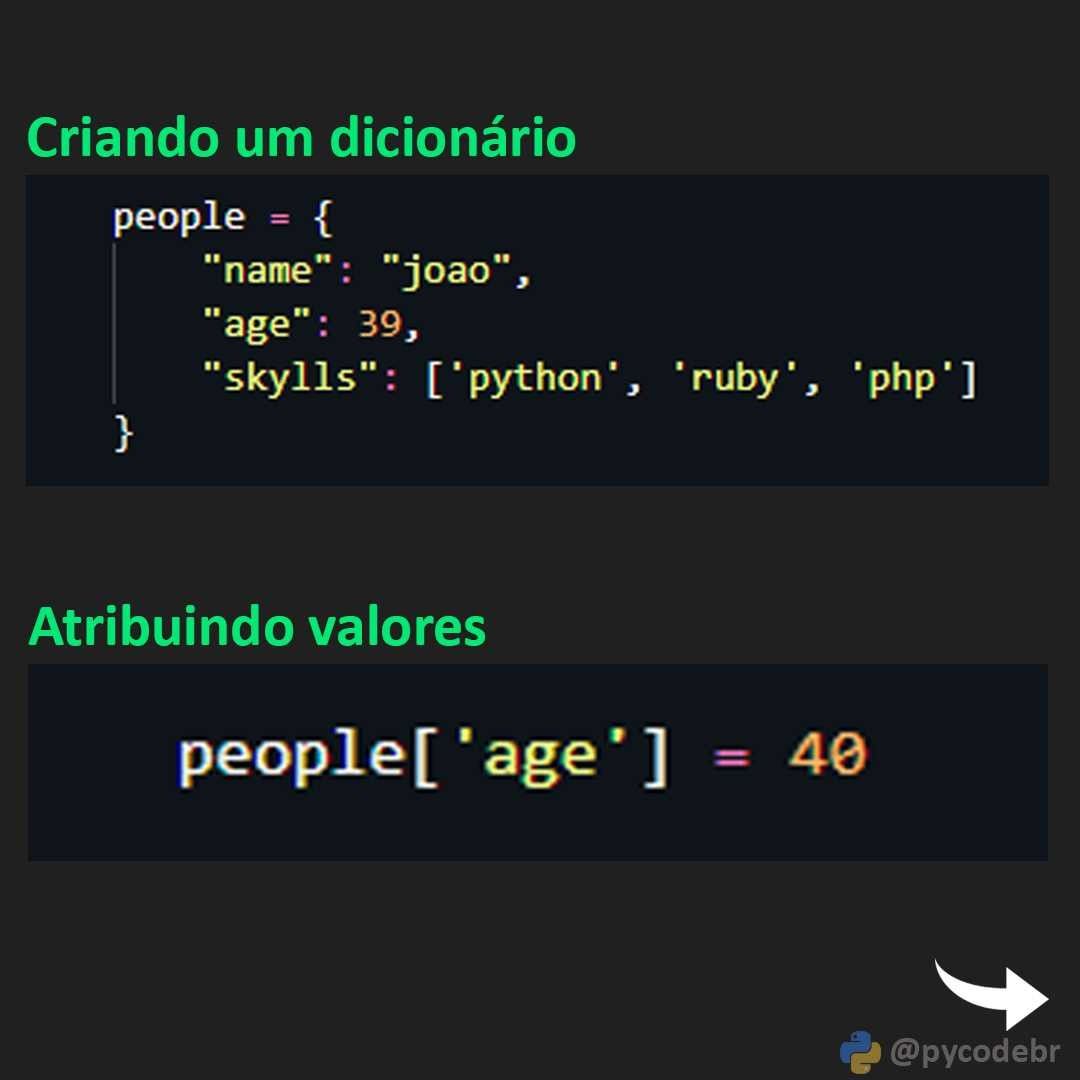 Criando um dicionário
people = {
"name": "joao",
"age": 39,
"skylls": ['python', 'ruby', 'php']
}
Atribuindo valores
people['age'] = 40
@pycodebr